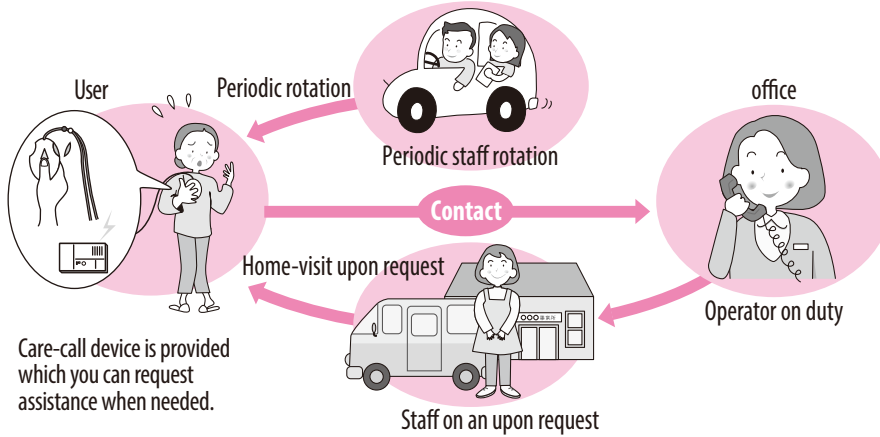 User
Periodic rotation
Periodic staff rotation
office
Contact
Home-visit upon request
Operator on duty
Care-call device is provided
which you can request
assistance when needed.
Staff on an upon request